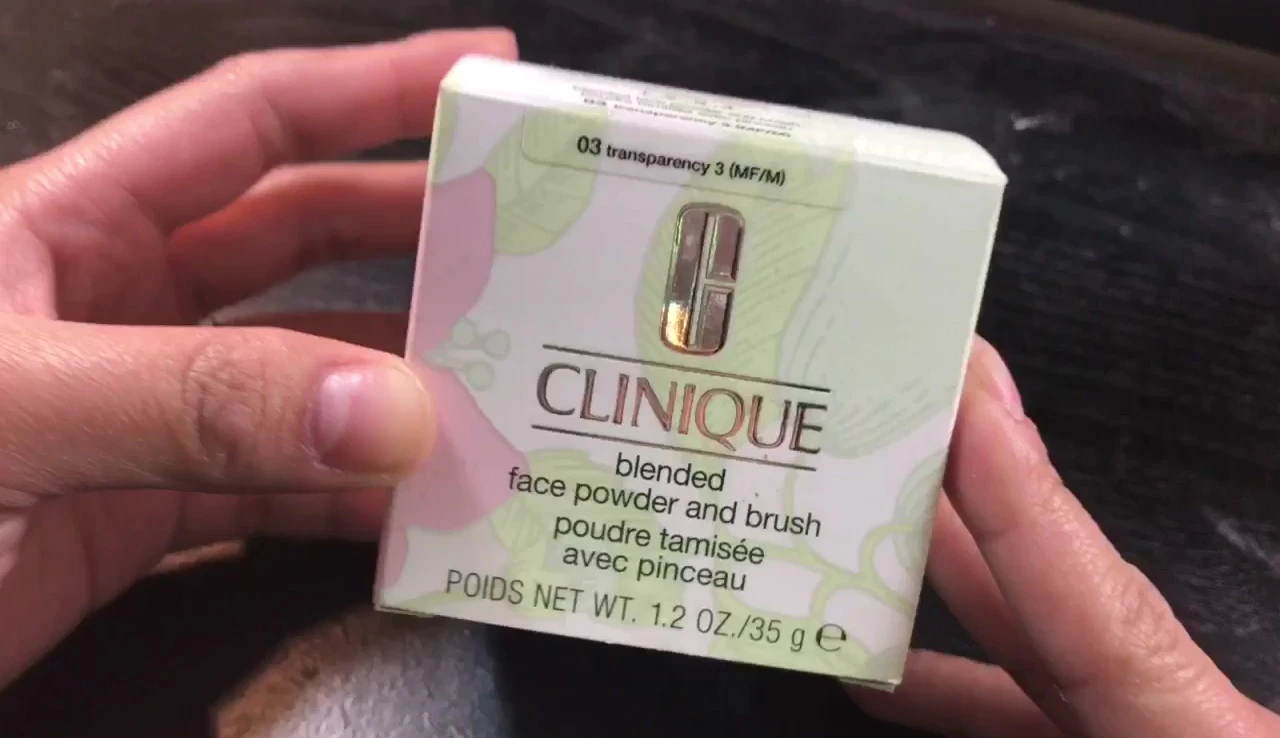 03 transparency 3 (MF/M)
CLINIQUE
blended
face powder and brush
poudre tamisée
avec pinceau
POIDS NET WT. 1.2 OZ./35 g ℮